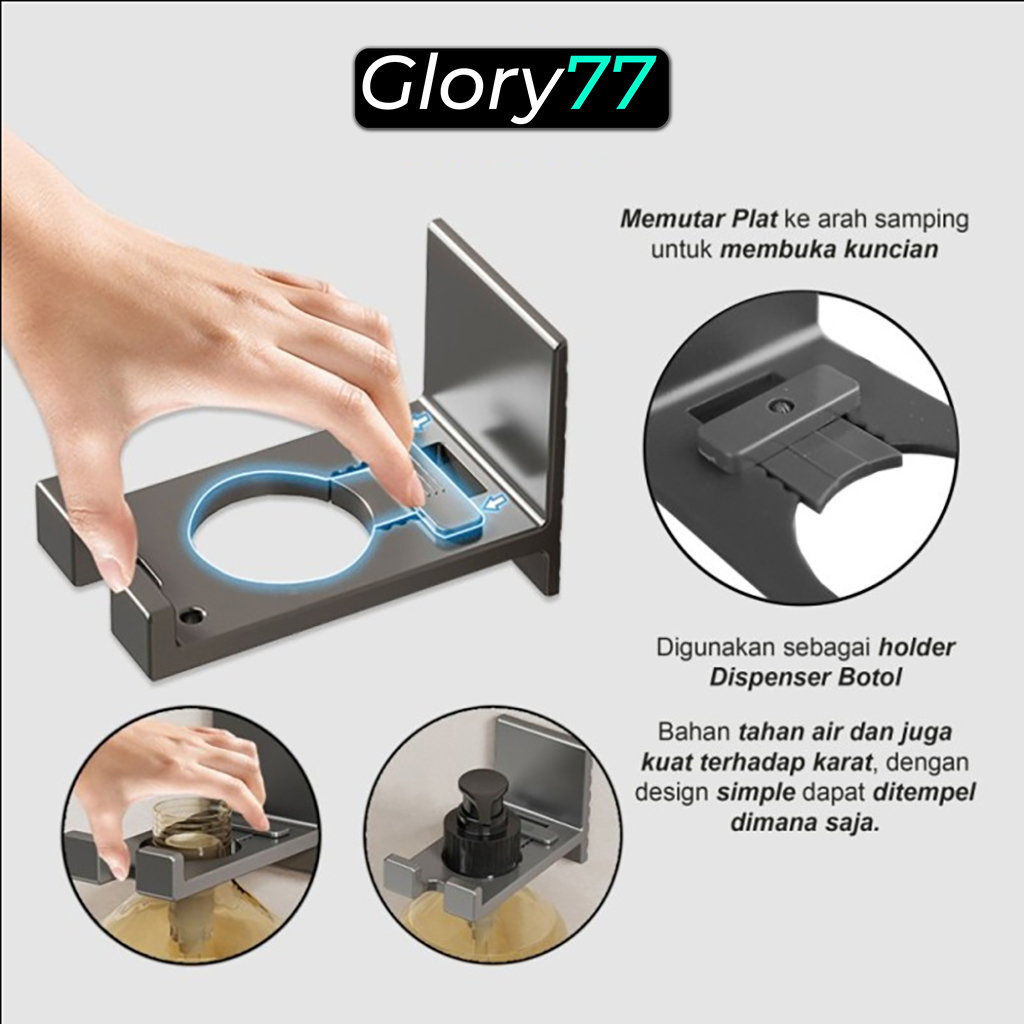 Glory77
Memutar Plat ke arah samping
untuk membuka kuncian
Digunakan sebagai holder
Dispenser Botol
Bahan tahan air dan juga
kuat terhadap karat, dengan
design simple dapat ditempel
dimana saja.